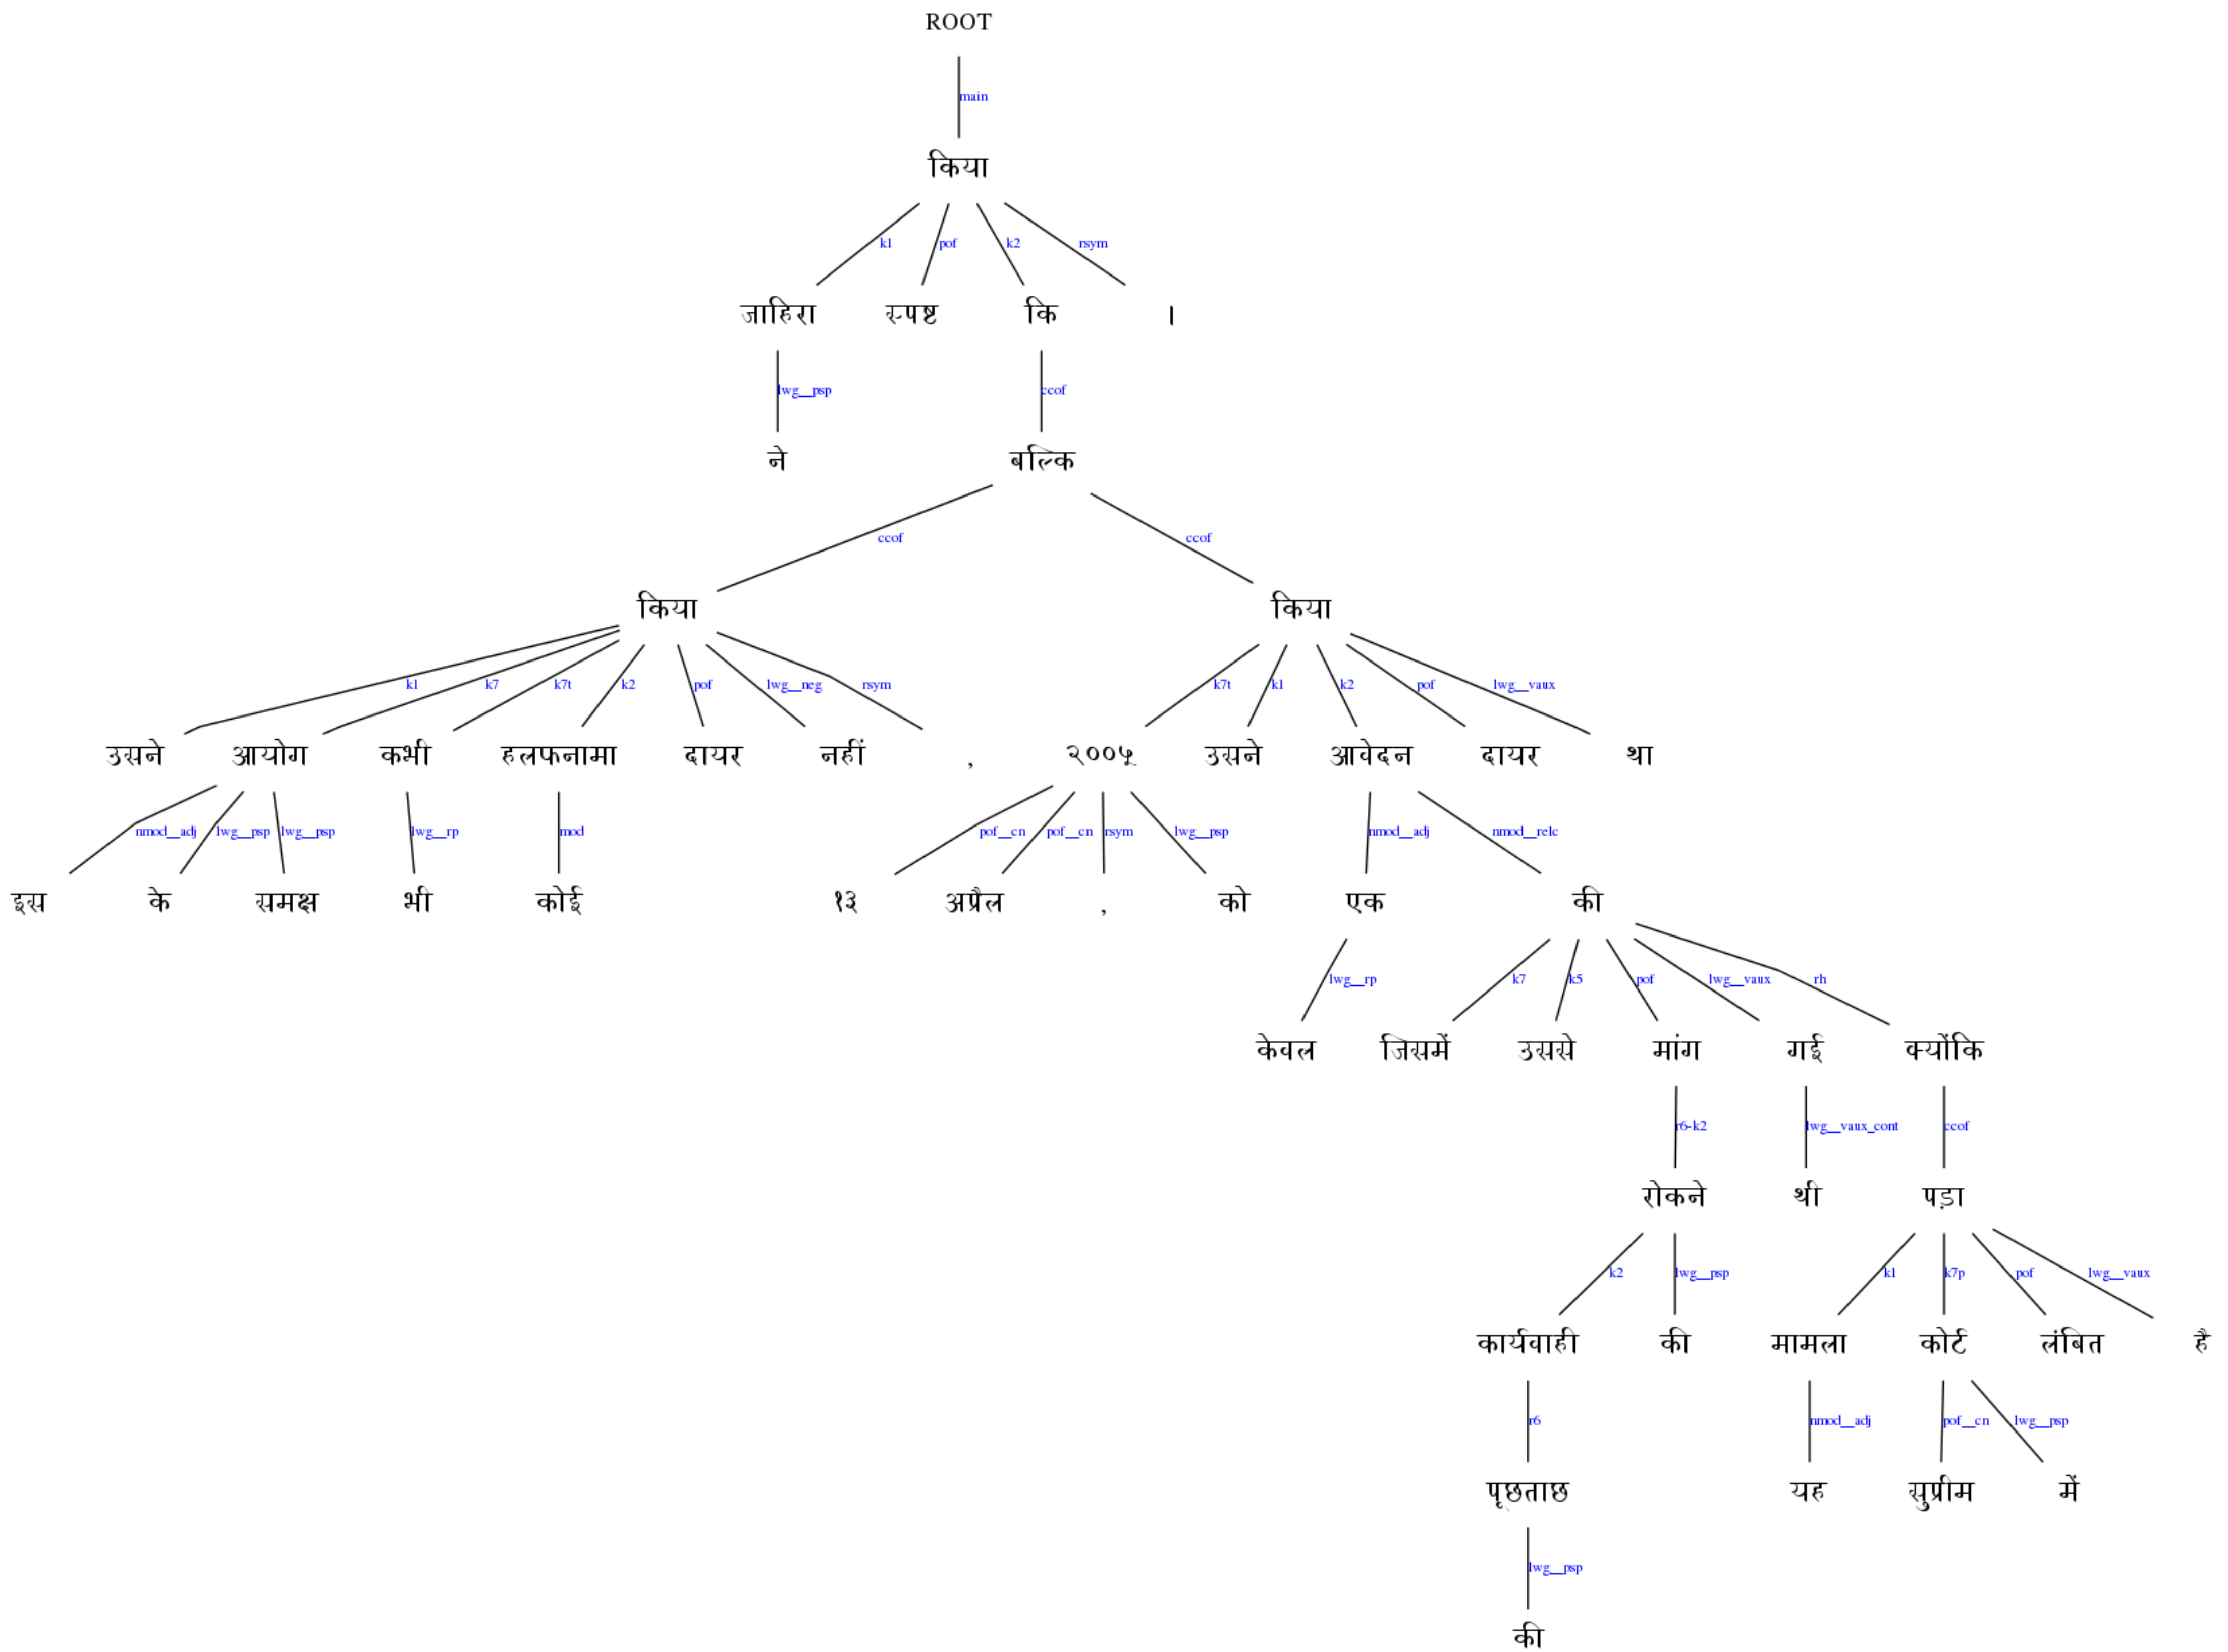 ROOT
main
किया
k1 pof k2 rsym
जाहिरा स्पष्ट कि ।
lwg__psp ccof
ने बल्कि
ccof ccof
किया किया
k1 k7 k7t k2 pof lwg__neg rsym k7t k1 k2 pof lwg__vaux
उसने आयोग कभी हलफनामा दायर नहीं , २००५ उसने आवेदन दायर था
nmod__adj lwg__psp lwg__psp lwg__rp mod pof__cn pof__cn rsym lwg__psp nmod__adj nmod__relc
इस के समक्ष भी कोई १३ अप्रैल , को एक की
lwg__rp k7 k5 pof lwg__vaux rh
केवल जिसमें उससे मांग गई क्योंकि
r6-k2 lwg__vaux_cont ccof
रोकने थी पड़ा
k2 lwg__psp k1 k7p pof lwg__vaux
कार्यवाही की मामला कोर्ट लंबित है
r6 nmod__adj pof__cn lwg__psp
पूछताछ यह सुप्रीम में
lwg__psp
की